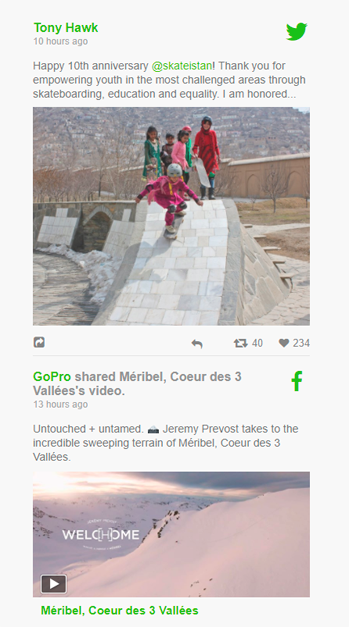 Tony Hawk
10 hours ago
Happy 10th anniversary @skateistan! Thank you for
empowering youth in the most challenged areas through
skateboarding, education and equality. I am honored...
40 234
GoPro shared Méribel, Coeur des 3
Vallées's video.
13 hours ago
Untouched + untamed. 📷 Jeremy Prevost takes to the
incredible sweeping terrain of Méribel, Coeur des 3
Vallées.
WELC[H]OME
Méribel, Coeur des 3 Vallées